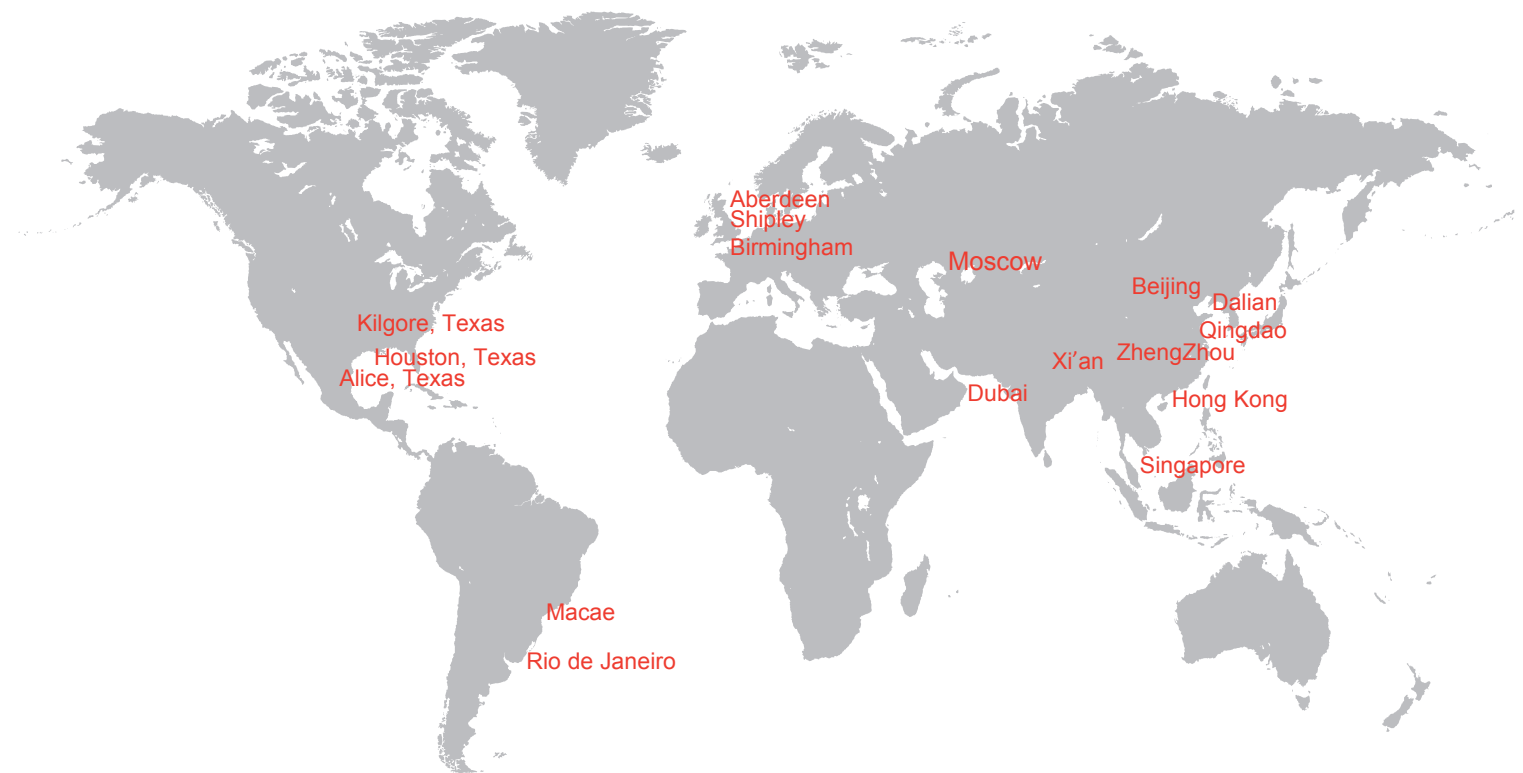 Aberdeen
Shipley
Birmingham
Moscow
Beijing
Dalian
Kilgore, Texas
Qingdao
ZhengZhou
Houston, Texas
Xi′an
Alice, Texas
Dubai
Hong Kong
Singapore
Macae
Rio de Janeiro